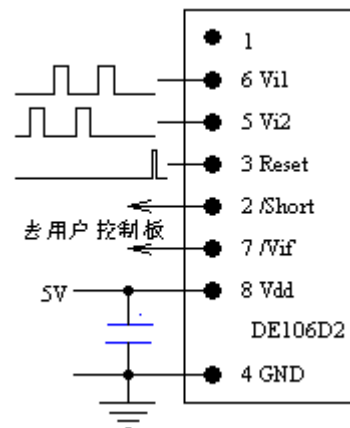 1
6 Vi1
5 Vi2
3 Reset
2 /Short
去用户控制板
7 /Vif
5V
8 Vdd
DE106D2
4 GND